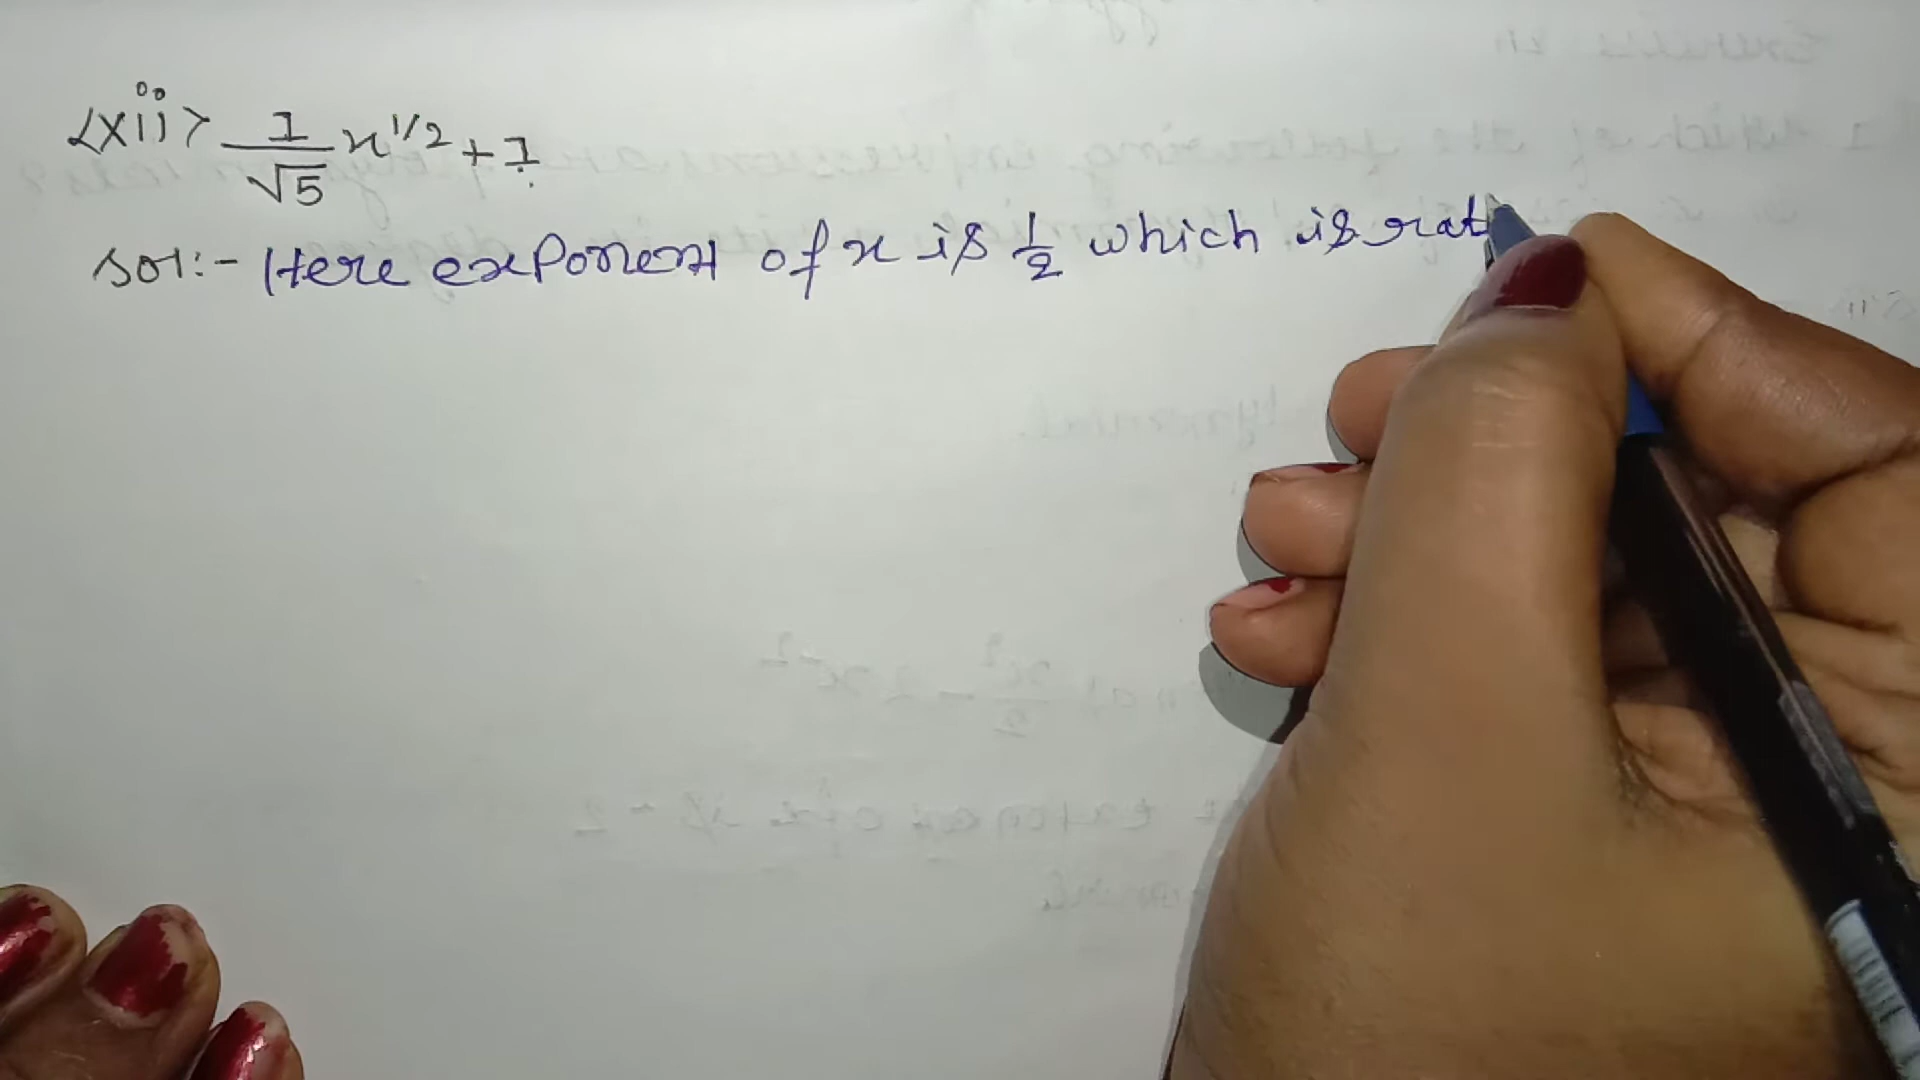 <xii> 1/√5 x^1/2 + 1.
sol:- Here exponent of x is 1/2 which is rat